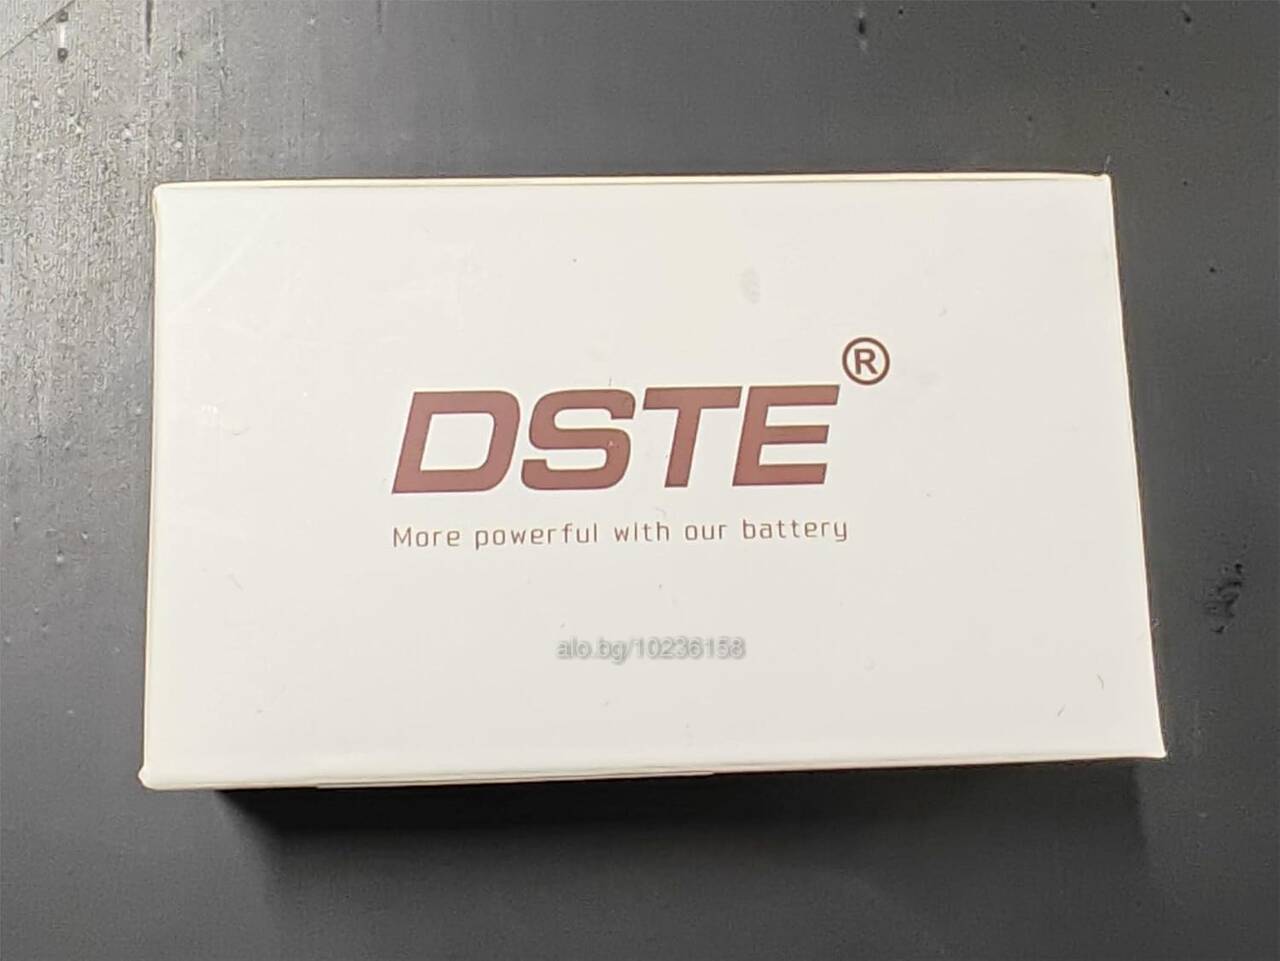 DSTE®
More powerful with our battery
alo.bg/10236158